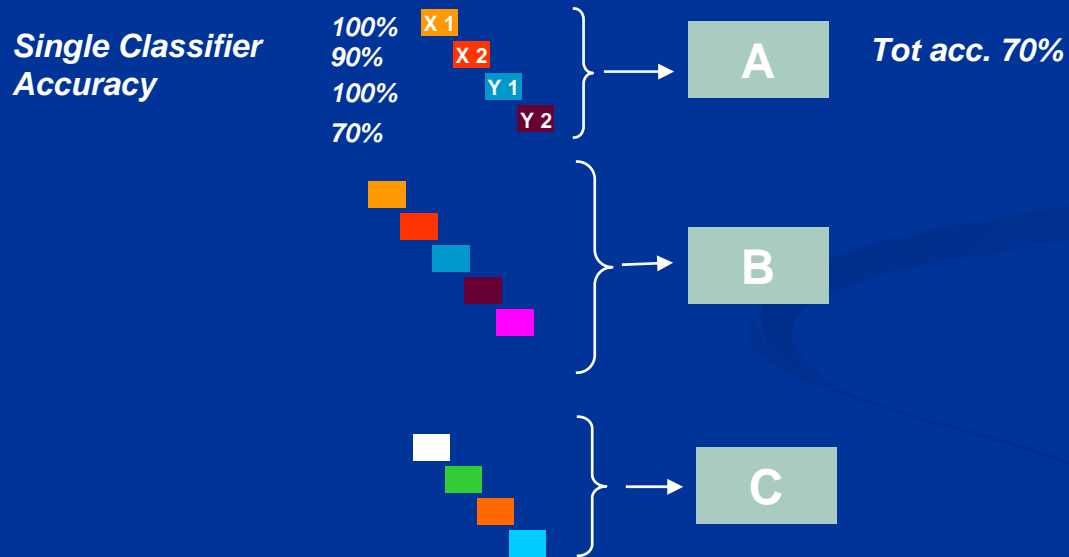 Single Classifier
Accuracy
100%
90%
100%
70%
X 1
X 2
Y 1
Y 2
A
Tot acc. 70%
B
C